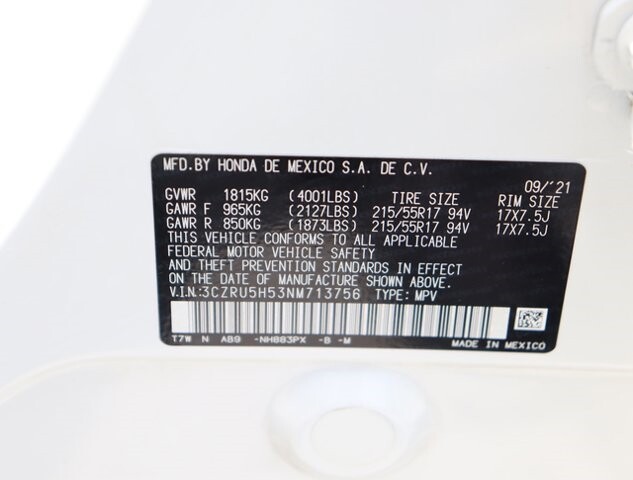 MFD.BY HONDA DE MEXICO S.A. DE C.V.
09/'21
GVWR 1815KG (4001LBS) TIRE SIZE RIM SIZE
GAWR F 965KG (2127LBS) 215/55R17 94V 17X7.5J
GAWR R 850KG (1873LBS) 215/55R17 94V 17X7.5J
THIS VEHICLE CONFORMS TO ALL APPLICABLE
FEDERAL MOTOR VEHICLE SAFETY
AND THEFT PREVENTION STANDARDS IN EFFECT
ON THE DATE OF MANUFACTURE SHOWN ABOVE.
V.I.N:3CZRU5H53NM713756 TYPE: MPV
T7W N A89 -NH883PX -B -M MADE IN MEXICO